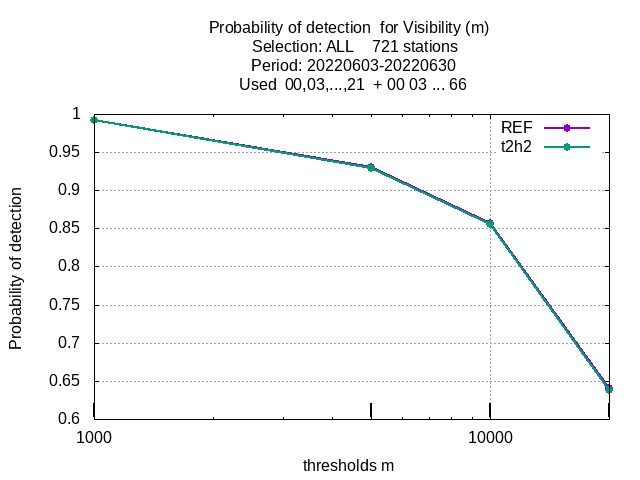 Probability of detection  for Visibility (m)
Selection: ALL    721 stations
Period: 20220603-20220630
Used  00,03,...,21  + 00 03 ... 66
REF
t2h2
Probability of detection
1
0.95
0.9
0.85
0.8
0.75
0.7
0.65
0.6
1000
10000
thresholds m